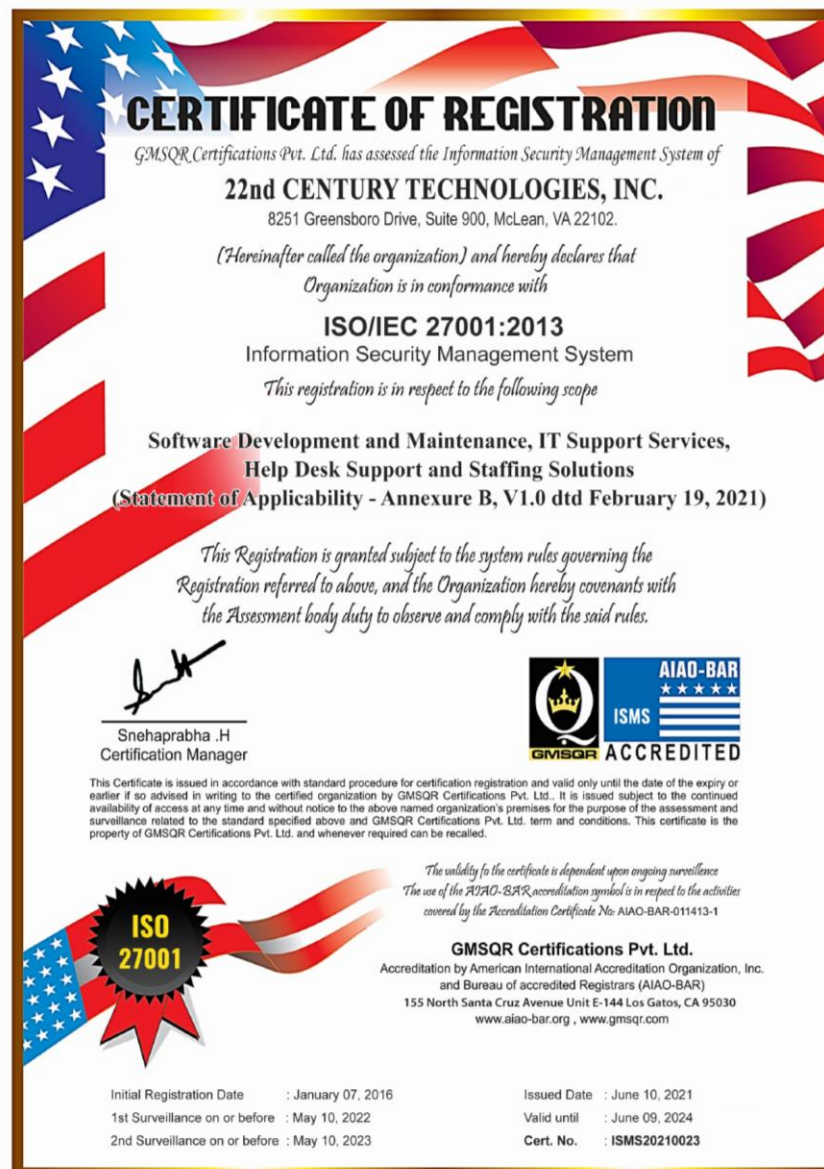 CERTIFICATE OF REGISTRATION
GMSQR Certifications Pvt. Ltd. has assessed the Information Security Management System of
22nd CENTURY TECHNOLOGIES, INC.
8251 Greensboro Drive, Suite 900, McLean, VA 22102.
(Hereinafter called the organization) and hereby declares that
Organization is in conformance with
ISO/IEC 27001:2013
Information Security Management System
This registration is in respect to the following scope
Software Development and Maintenance, IT Support Services,
Help Desk Support and Staffing Solutions
(Statement of Applicability - Annexure B, V1.0 dtd February 19, 2021)
This Registration is granted subject to the system rules governing the
Registration referred to above, and the Organization hereby covenants with
the Assessment body duty to observe and comply with the said rules.
Snehaprabha .H
Certification Manager
Q
GMSQR
AIAO-BAR
ISMS
ACCREDITED
This Certificate is issued in accordance with standard procedure for certification registration and valid only until the date of the expiry or
earlier if so advised in writing to the certified organization by GMSQR Certifications Pvt. Ltd.. It is issued subject to the continued
availability of access at any time and without notice to the above named organization's premises for the purpose of the assessment and
surveillance related to the standard specified above and GMSQR Certifications Pvt. Ltd. term and conditions. This certificate is the
property of GMSQR Certifications Pvt. Ltd. and whenever required can be recalled.
The validity fo the certificate is dependent upon ongoing surveillence
The use of the AIAO-BAR accreditation symbol is in respect to the activities
covered by the Accreditation Certificate No: AIAO-BAR-011413-1
ISO
27001
GMSQR Certifications Pvt. Ltd.
Accreditation by American International Accreditation Organization, Inc.
and Bureau of accredited Registrars (AIAO-BAR)
155 North Santa Cruz Avenue Unit E-144 Los Gatos, CA 95030
www.aiao-bar.org , www.gmsqr.com
Initial Registration Date : January 07, 2016
1st Surveillance on or before : May 10, 2022
2nd Surveillance on or before : May 10, 2023
Issued Date : June 10, 2021
Valid until : June 09, 2024
Cert. No. : ISMS20210023